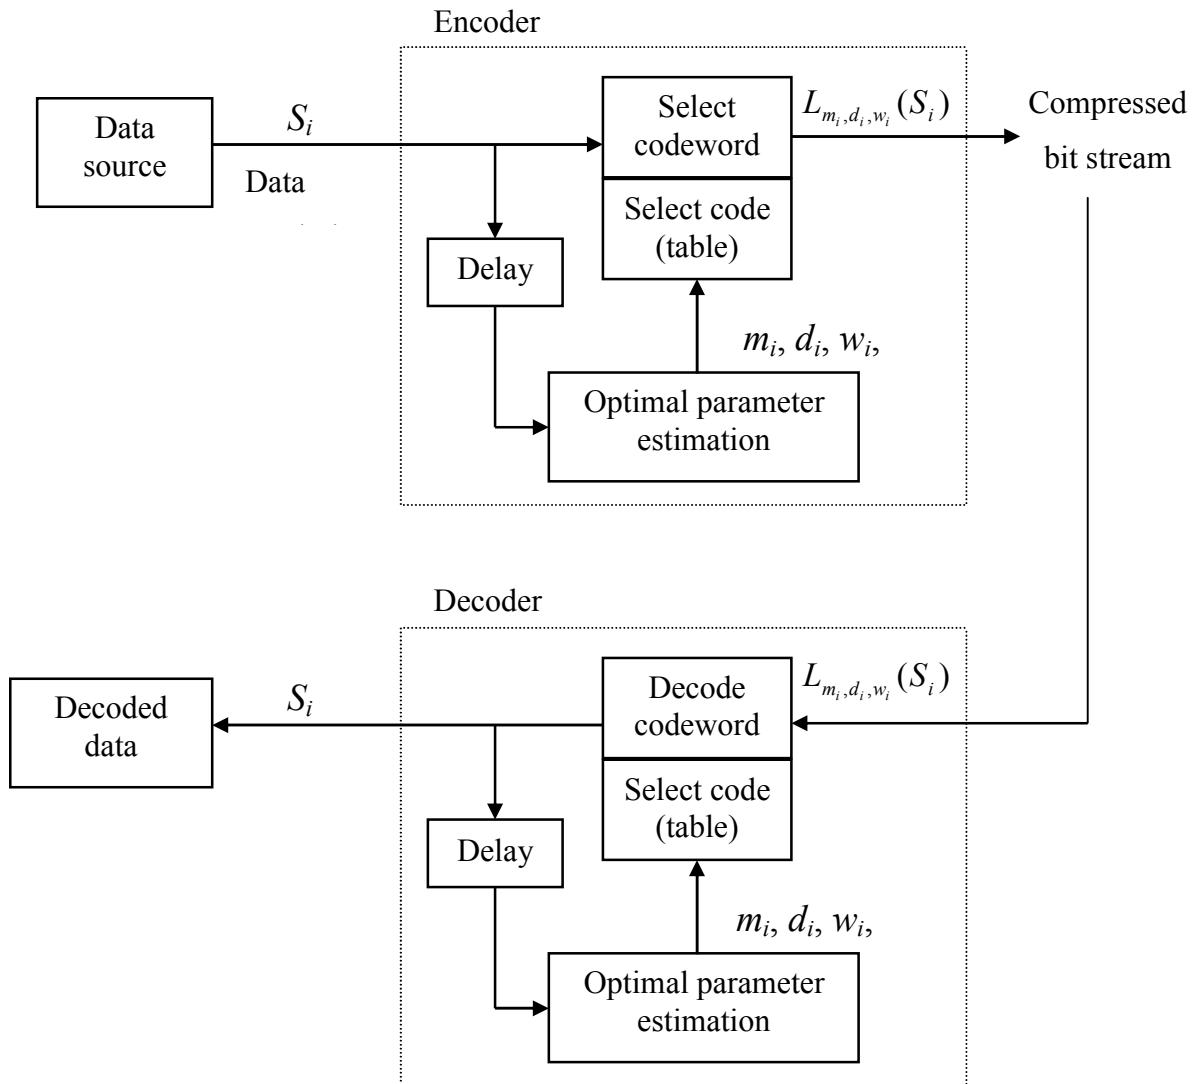 Encoder
Data
source
S_i
Data
Select
codeword
L_{m_i,d_i,w_i}(S_i)
Compressed
bit stream
Select code
(table)
Delay
m_i, d_i, w_i,
Optimal parameter
estimation
Decoder
Decoded
data
S_i
Decode
codeword
L_{m_i,d_i,w_i}(S_i)
Select code
(table)
Delay
m_i, d_i, w_i,
Optimal parameter
estimation